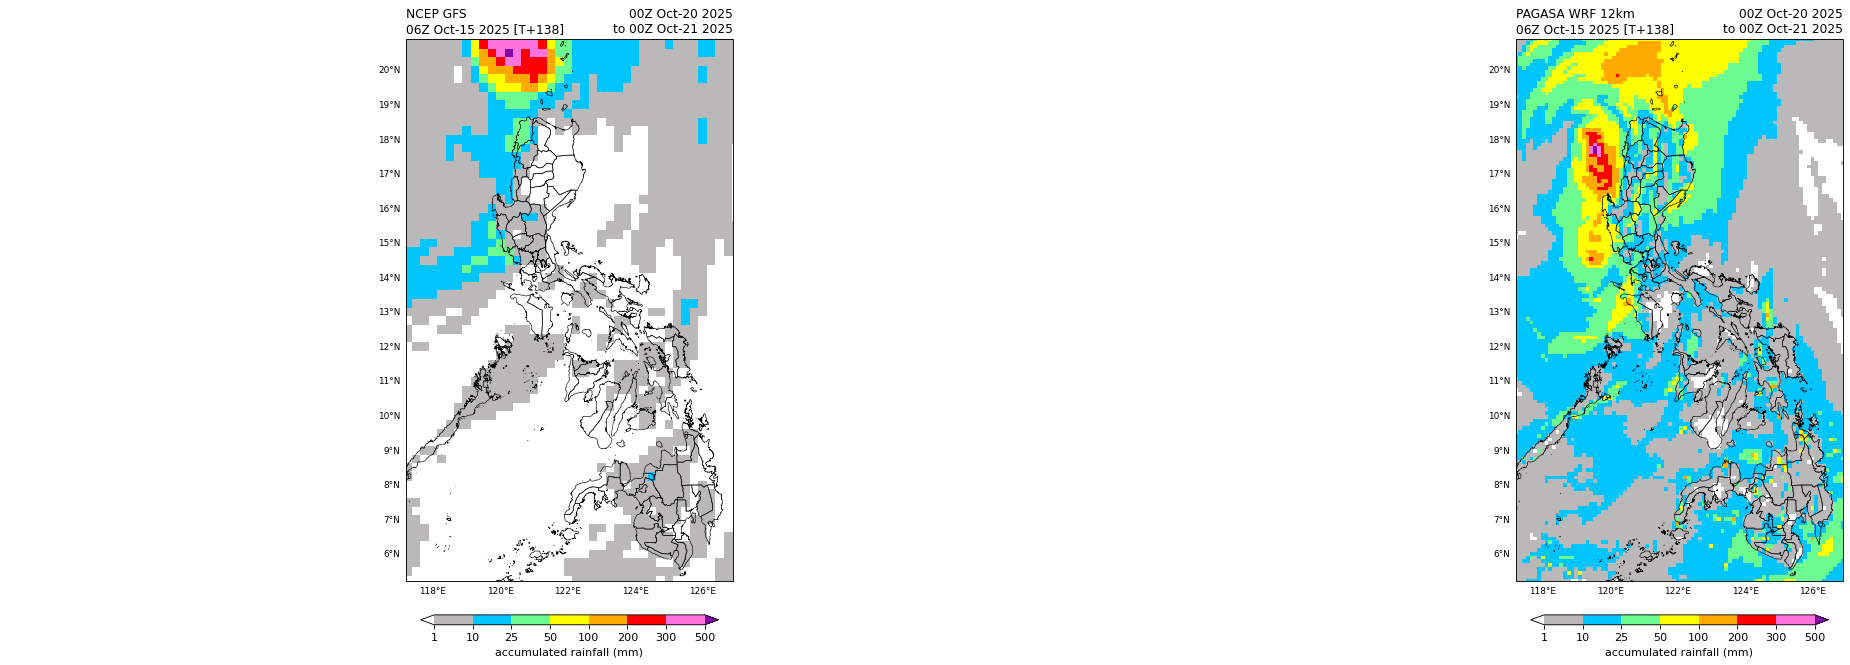 NCEP GFS 00Z Oct-20 2025
06Z Oct-15 2025 [T+138] to 00Z Oct-21 2025
20°N
19°N
18°N
17°N
16°N
15°N
14°N
13°N
12°N
11°N
10°N
9°N
8°N
7°N
6°N
118°E 120°E 122°E 124°E 126°E
1 10 25 50 100 200 300 500
accumulated rainfall (mm)
PAGASA WRF 12km 00Z Oct-20 2025
06Z Oct-15 2025 [T+138] to 00Z Oct-21 2025
20°N
19°N
18°N
17°N
16°N
15°N
14°N
13°N
12°N
11°N
10°N
9°N
8°N
7°N
6°N
118°E 120°E 122°E 124°E 126°E
1 10 25 50 100 200 300 500
accumulated rainfall (mm)